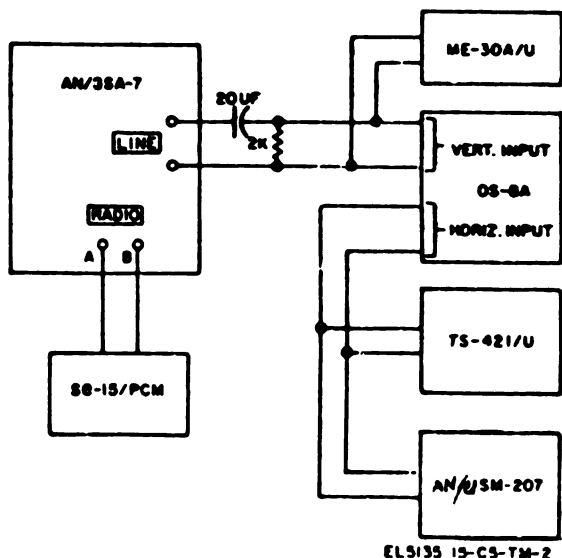 ME-30A/U
AN/3SA-7
20UF
2K
LINE
VERT. INPUT
OS-8A
HORIZ. INPUT
RADIO
A B
TS-421/U
SG-15/PCM
AN/USM-207
EL5135 15-C5-TM-2